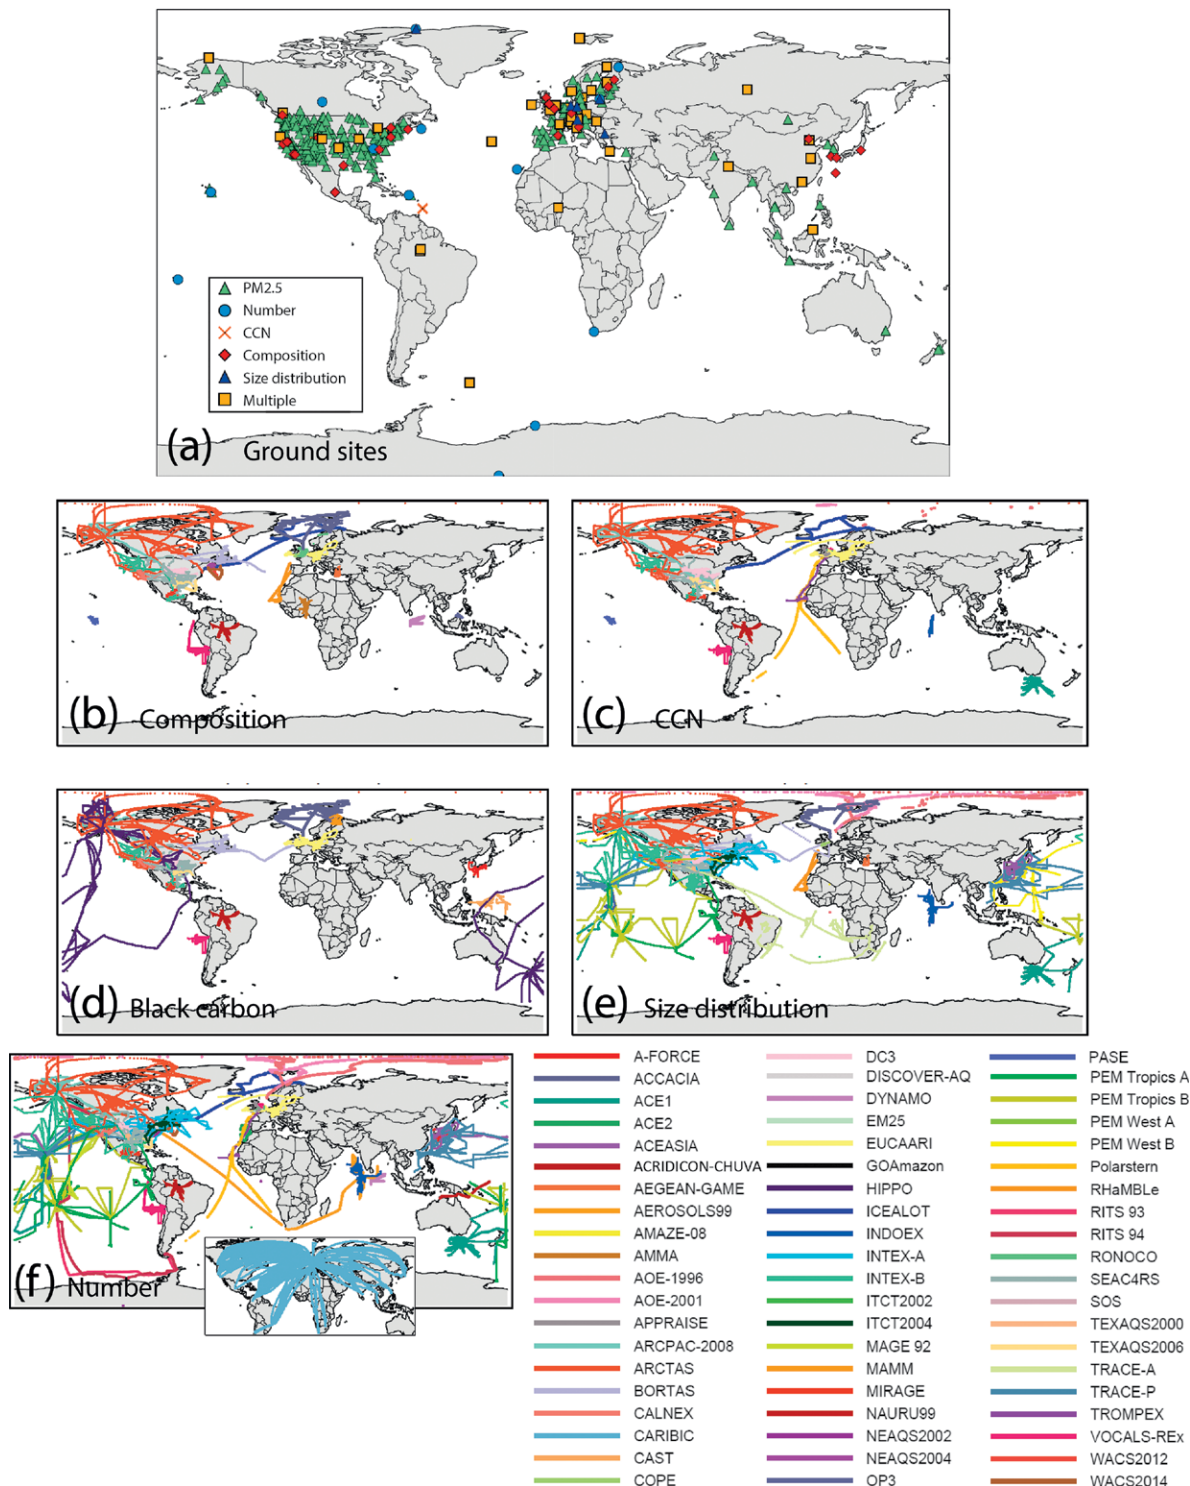 PM2.5
Number
CCN
Composition
Size distribution
Multiple
(a) Ground sites
(b) Composition
(c) CCN
(d) Black carbon
(e) Size distribution
(f) Number
A-FORCE
ACCACIA
ACE1
ACE2
ACEASIA
ACRIDICON-CHUVA
AEGEAN-GAME
AEROSOLS99
AMAZE-08
AMMA
AOE-1996
AOE-2001
APPRAISE
ARCPAC-2008
ARCTAS
BORTAS
CALNEX
CARIBIC
CAST
COPE
DC3
DISCOVER-AQ
DYNAMO
EM25
EUCAARI
GOAmazon
HIPPO
ICEALOT
INDOEX
INTEX-A
INTEX-B
ITCT2002
ITCT2004
MAGE 92
MAMM
MIRAGE
NAURU99
NEAQS2002
NEAQS2004
OP3
PASE
PEM Tropics A
PEM Tropics B
PEM West A
PEM West B
Polarstern
RHaMBLe
RITS 93
RITS 94
RONOCO
SEAC4RS
SOS
TEXAQS2000
TEXAQS2006
TRACE-A
TRACE-P
TROMPEX
VOCALS-REx
WACS2012
WACS2014